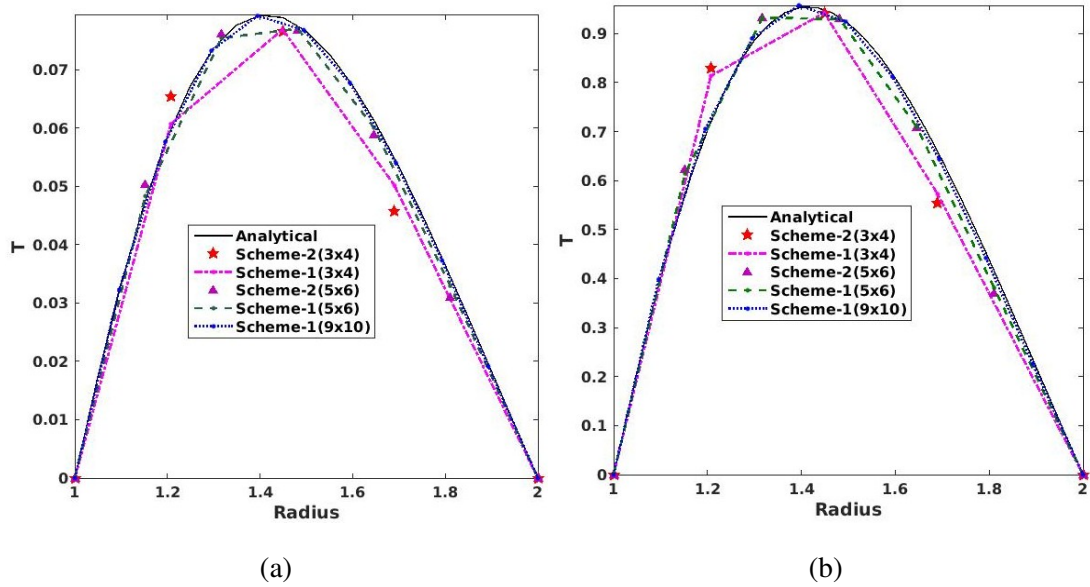 0.07
0.06
0.05
0.04
0.03
0.02
0.01
0
T
1 1.2 1.4 1.6 1.8 2
Radius
Analytical
Scheme-2(3x4)
Scheme-1(3x4)
Scheme-2(5x6)
Scheme-1(5x6)
Scheme-1(9x10)
(a)
0.9
0.8
0.7
0.6
0.5
0.4
0.3
0.2
0.1
0
T
1 1.2 1.4 1.6 1.8 2
Radius
Analytical
Scheme-2(3x4)
Scheme-1(3x4)
Scheme-2(5x6)
Scheme-1(5x6)
Scheme-1(9x10)
(b)